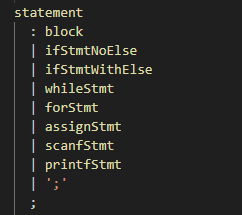 statement
: block
| ifStmtNoElse
| ifStmtWithElse
| whileStmt
| forStmt
| assignStmt
| scanfStmt
| printfStmt
| ';'
;